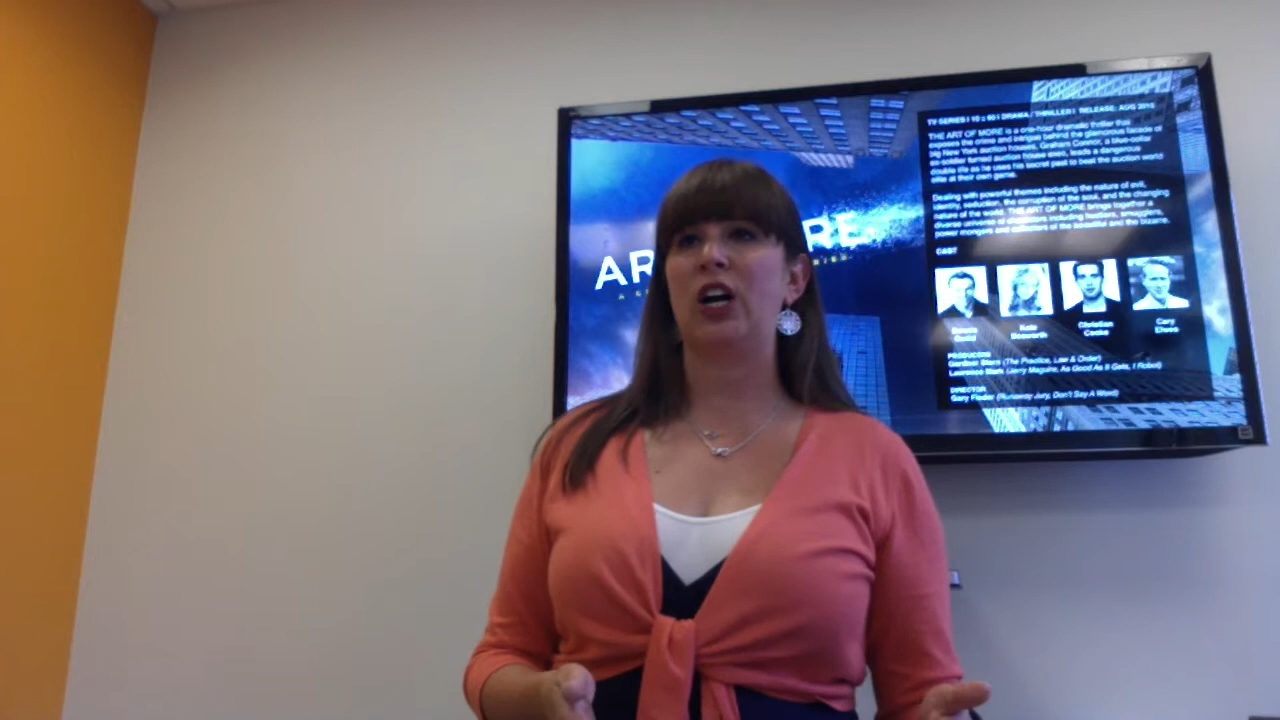 AR
RE
TV SERIES | 10 x 60 | DRAMA / THRILLER | RELEASE: AUG 2015
THE ART OF MORE is a one-hour dramatic thriller that
exposes the crime and intrigue behind the glamorous facade of
big New York auction houses. Graham Connor, a blue-collar
ex-soldier turned auction house exec, leads a dangerous
double life as he uses his secret past to beat the auction world
elite at their own game.
Dealing with powerful themes including the nature of evil,
identity, seduction, the corruption of the soul, and the changing
nature of the world, THE ART OF MORE brings together a
diverse universe of characters including hustlers, smugglers,
power mongers and collectors of the beautiful and the bizarre.
CAST
Dennis Quaid
Kate Bosworth
Christian Cooke
Cary Elwes
PRODUCERS
Gardner Stern (The Practice, Law & Order)
Laurence Mark (Jerry Maguire, As Good As It Gets, I Robot)
DIRECTOR
Gary Fleder (Runaway Jury, Don't Say A Word)